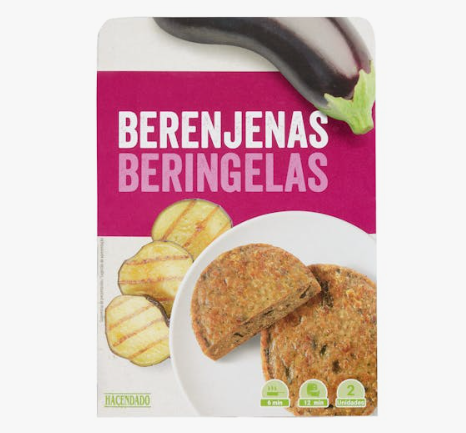 BERENJENAS
BERINGELAS
HACENDADO
6 min
12 min
2
Unidades